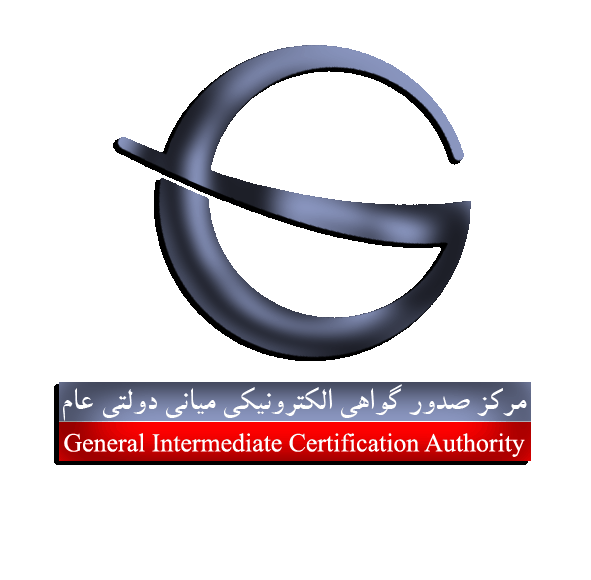 مرکز صدور گواهی الکترونیکی میانی دولتی عام
General Intermediate Certification Authority